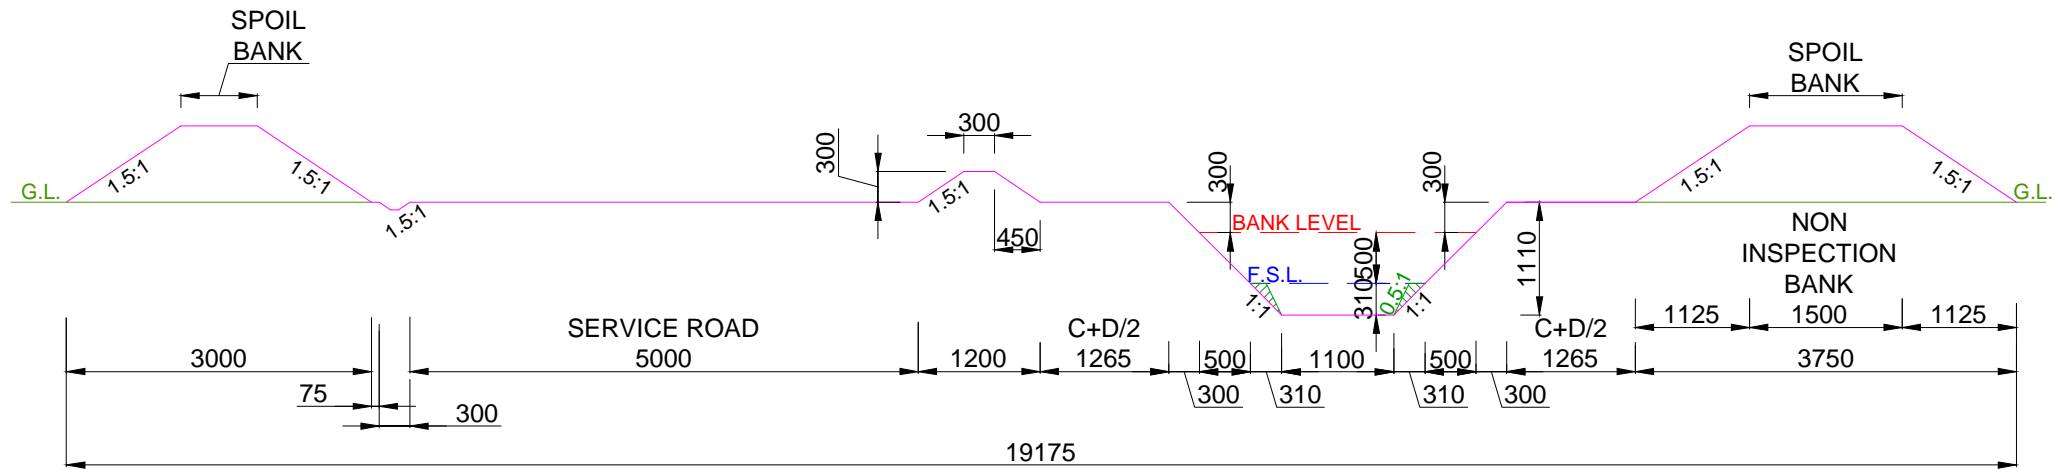 SPOIL
BANK
SPOIL
BANK
300
300
300
300
1.5:1
1.5:1
1.5:1
1.5:1
1.5:1
1.5:1
G.L.
G.L.
BANK LEVEL
450
500
310
1110
F.S.L.
0.5:1
1:1
1:1
NON
INSPECTION
BANK
SERVICE ROAD
C+D/2
C+D/2
1125
1500
1125
3000
5000
1200
1265
500
1100
500
1265
3750
75
300
300
310
310
300
19175